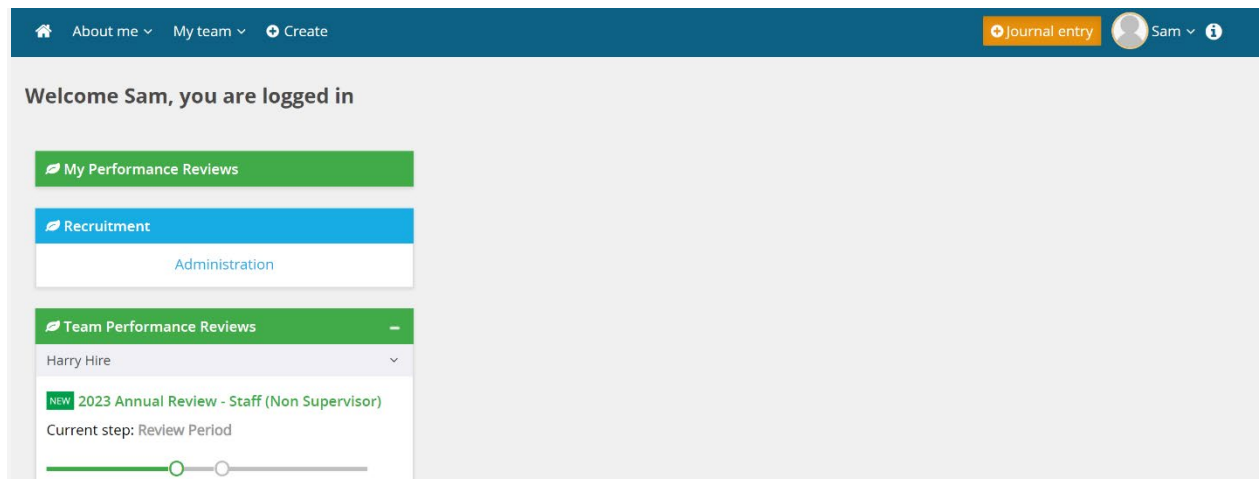 About me My team Create Journal entry Sam
Welcome Sam, you are logged in
My Performance Reviews
Recruitment
Administration
Team Performance Reviews
Harry Hire
NEW 2023 Annual Review - Staff (Non Supervisor)
Current step: Review Period